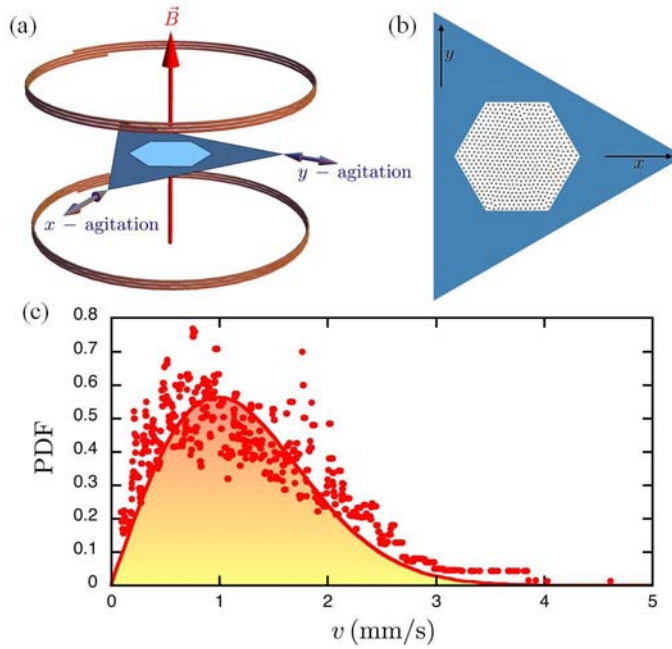 (a)
B⃗
(b)
y
x
y − agitation
x − agitation
(c)
0.8
0.7
0.6
0.5
0.4
0.3
0.2
0.1
0
PDF
0 1 2 3 4 5
v (mm/s)